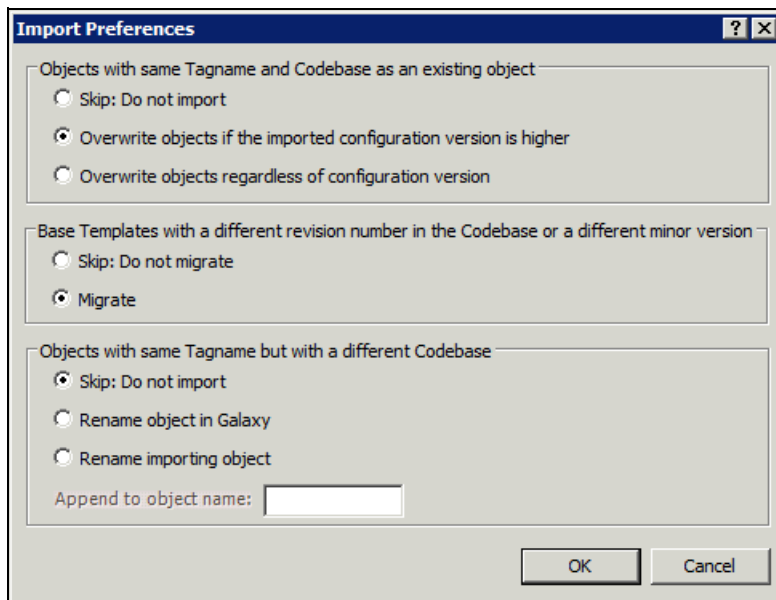 Import Preferences
Objects with same Tagname and Codebase as an existing object
Skip: Do not import
Overwrite objects if the imported configuration version is higher
Overwrite objects regardless of configuration version
Base Templates with a different revision number in the Codebase or a different minor version
Skip: Do not migrate
Migrate
Objects with same Tagname but with a different Codebase
Skip: Do not import
Rename object in Galaxy
Rename importing object
Append to object name:
OK Cancel